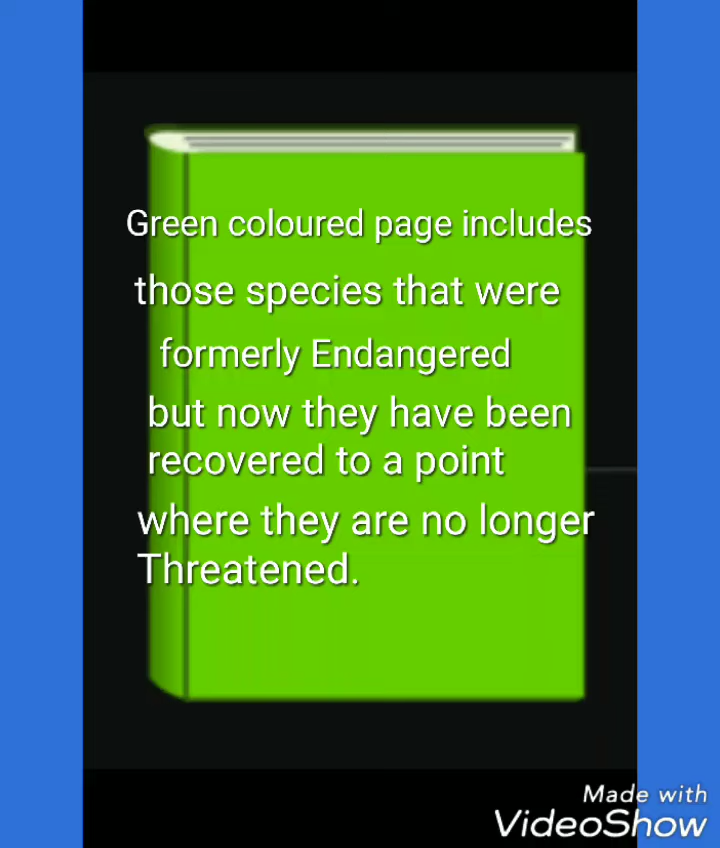 Green coloured page includes
those species that were
formerly Endangered
but now they have been
recovered to a point
where they are no longer
Threatened.
Made with
VideoShow